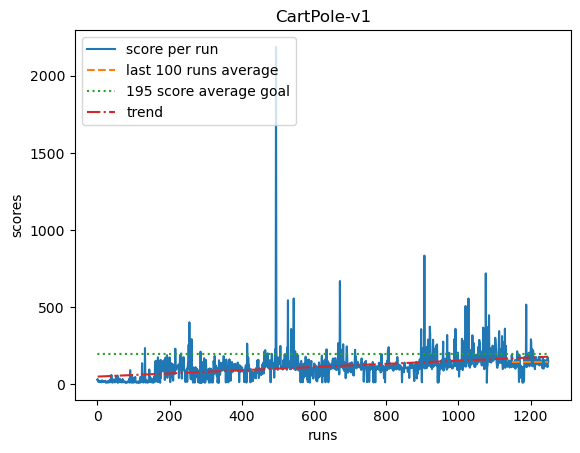 CartPole-v1
score per run
last 100 runs average
195 score average goal
trend
scores
2000
1500
1000
500
0
0 200 400 600 800 1000 1200
runs